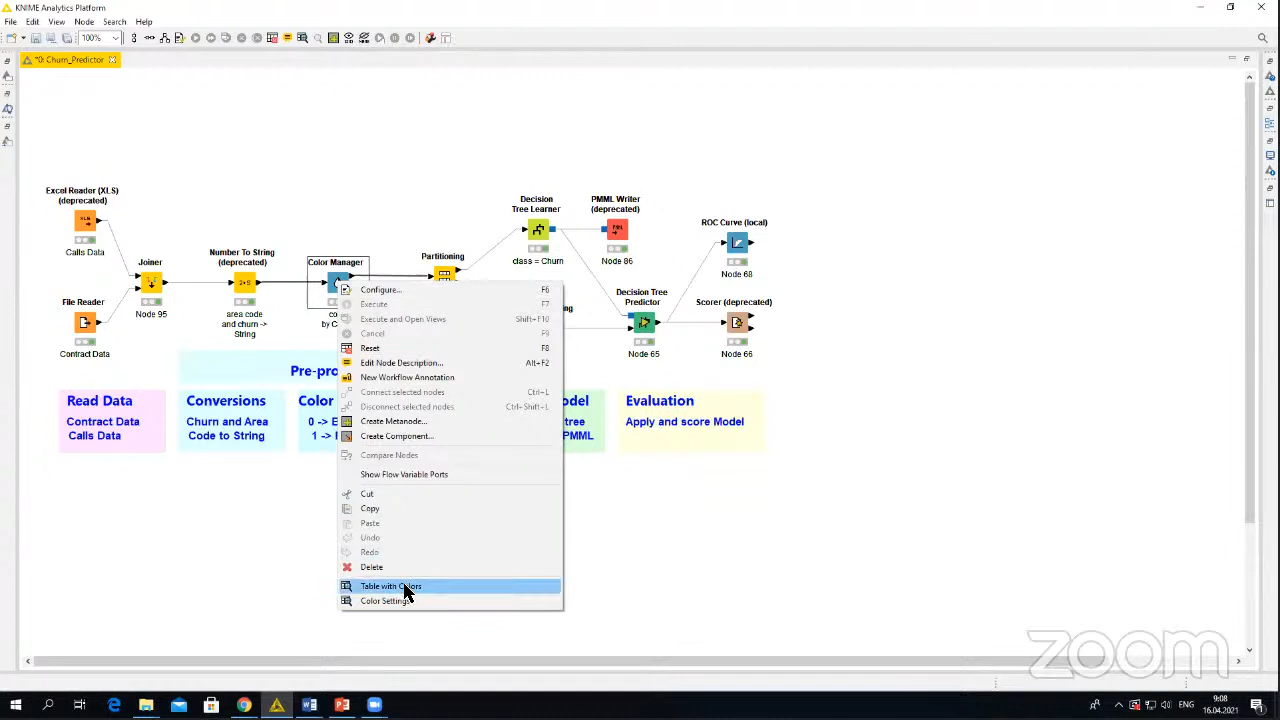 KNIME Analytics Platform
File Edit View Node Search Help
100%
*0: Churn_Predictor
Excel Reader (XLS)
(deprecated)
Calls Data
File Reader
Contract Data
Joiner
Node 95
Number To String
(deprecated)
area code
and churn ->
String
Color Manager
by C
Partitioning
Decision
Tree Learner
class = Churn
PMML Writer
(deprecated)
Node 86
Decision Tree
Predictor
Node 65
ROC Curve (local)
Node 68
Scorer (deprecated)
Node 66
Configure... F6
Execute F7
Execute and Open Views Shift+F10
Cancel F9
Reset F8
Edit Node Description... Alt+F2
New Workflow Annotation
Connect selected nodes Ctrl+L
Disconnect selected nodes Ctrl+Shift+L
Create Metanode...
Create Component...
Compare Nodes
Show Flow Variable Ports
Cut
Copy
Paste
Undo
Redo
Delete
Table with Colors
Color Settings
Pre-pro
Read Data
Contract Data
Calls Data
Conversions
Churn and Area
Code to String
Color
0 ->
1 ->
odel
tree
PMML
Evaluation
Apply and score Model
zoom
ENG
9:08
16.04.2021